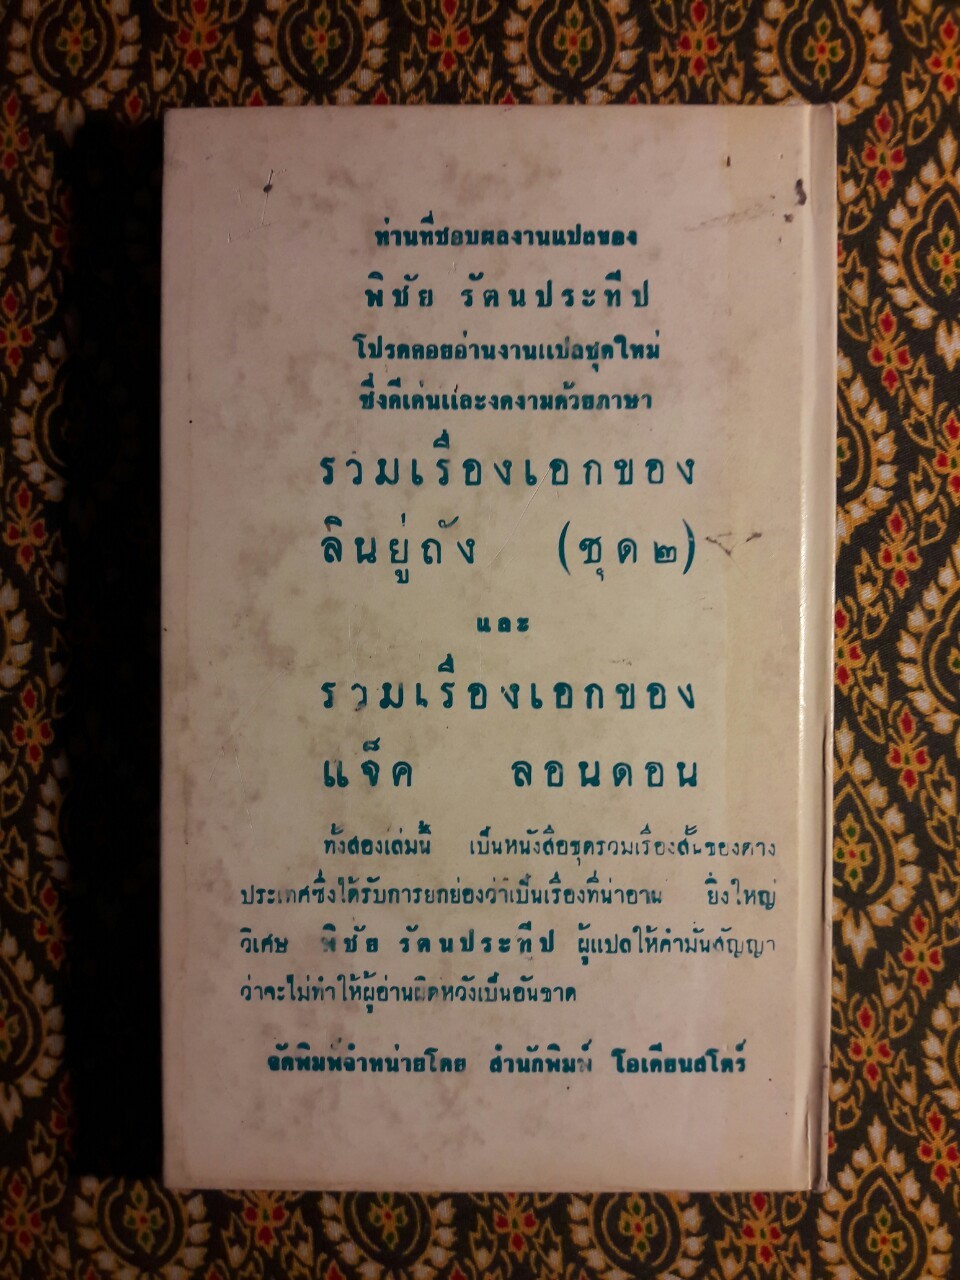 ท่านที่ชอบผลงานแปลของ
พิชัย รัตนประทีป
โปรดคอยอ่านงานแปลชุดใหม่
ซึ่งดีเด่นและงดงามด้วยภาษา
รวมเรื่องเอกของ
ลินยู่ถัง (ชุด๒)
และ
รวมเรื่องเอกของ
แจ็ค ลอนดอน
ทั้งสองเล่มนี้ เป็นหนังสือชุดรวมเรื่องสั้นของต่าง
ประเทศซึ่งได้รับการยกย่องว่าเป็นเรื่องที่น่าอ่าน ยิ่งใหญ่
วิเศษ พิชัย รัตนประทีป ผู้แปลให้คำมั่นสัญญา
ว่าจะไม่ทำให้ผู้อ่านผิดหวังเป็นอันขาด
จัดพิมพ์จำหน่ายโดย สำนักพิมพ์ โอเดียนสโตร์